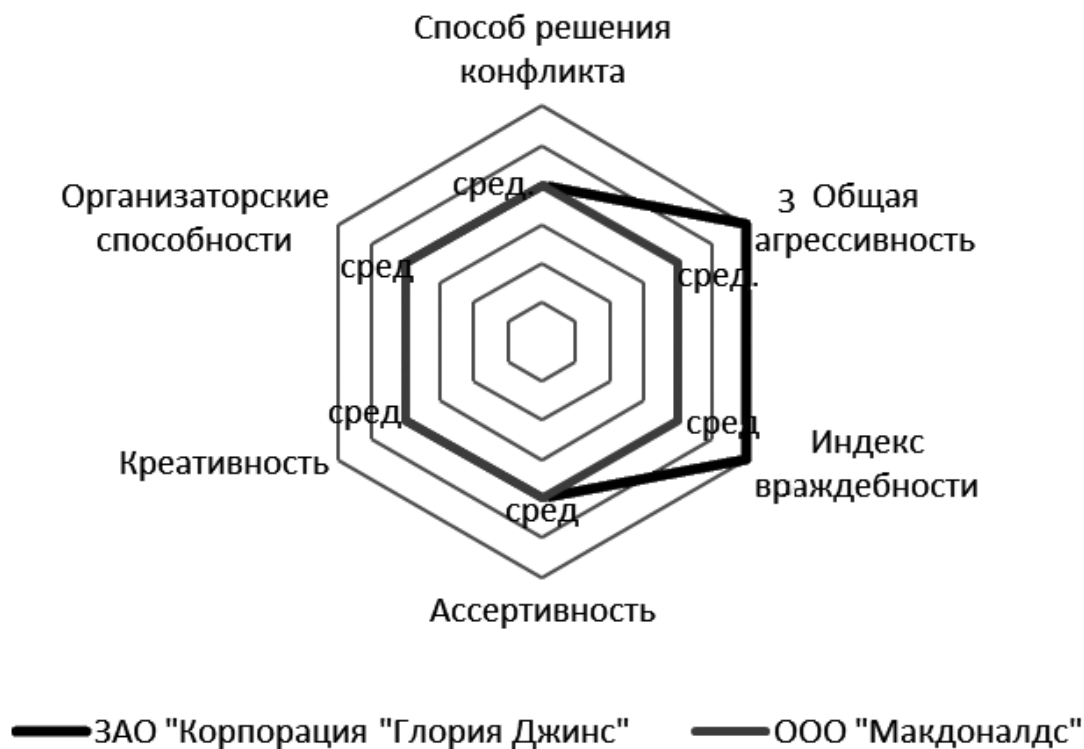 Способ решения
конфликта
сред.
Организаторские
способности
3 Общая
агрессивность
сред
сред.
сред
сред
Креативность
Индекс
враждебности
сред
Ассертивность
ЗАО "Корпорация "Глория Джинс"
ООО "Макдоналдс"